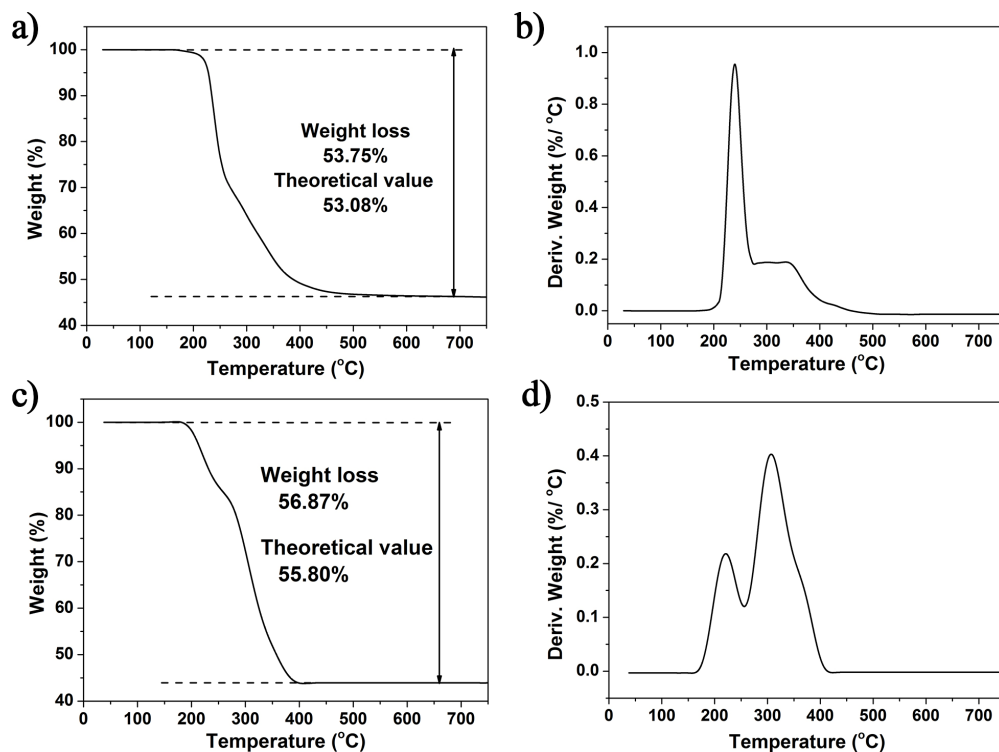 a)
100
90
80
70
60
50
40
0 100 200 300 400 500 600 700
Weight (%)
Temperature (°C)
Weight loss
53.75%
Theoretical value
53.08%
b)
1.0
0.8
0.6
0.4
0.2
0.0
0 100 200 300 400 500 600 700
Deriv. Weight (%/ °C)
Temperature (°C)
c)
100
90
80
70
60
50
40
0 100 200 300 400 500 600 700
Weight (%)
Temperature (°C)
Weight loss
56.87%
Theoretical value
55.80%
d)
0.5
0.4
0.3
0.2
0.1
0.0
0 100 200 300 400 500 600 700
Deriv. Weight (%/ °C)
Temperature (°C)